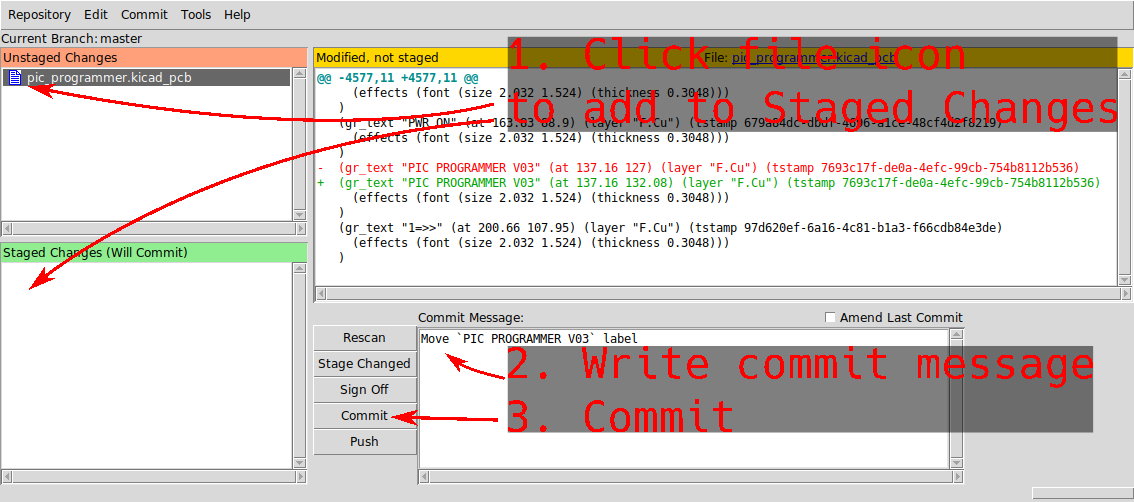 Repository Edit Commit Tools Help
Current Branch: master
Unstaged Changes
pic_programmer.kicad_pcb
Staged Changes (Will Commit)
Modified, not staged File: pic_programmer.kicad_pcb
@@ -4577,11 +4577,11 @@
(effects (font (size 2.032 1.524) (thickness 0.3048)))
)
(gr_text "PWR_ON" (at 163.83 88.9) (layer "F.Cu")
(effects (font (size 2.032 1.524) (thickness 0.3048)))
)
- (gr_text "PIC PROGRAMMER V03" (at 137.16 127) (layer "F.Cu") (tstamp 7693c17f-de0a-4efc-99cb-754b8112b536)
+ (gr_text "PIC PROGRAMMER V03" (at 137.16 132.08) (layer "F.Cu") (tstamp 7693c17f-de0a-4efc-99cb-754b8112b536)
(effects (font (size 2.032 1.524) (thickness 0.3048)))
)
(gr_text "1=>>" (at 200.66 107.95) (layer "F.Cu") (tstamp 97d620ef-6a16-4c81-b1a3-f66cdb84e3de)
(effects (font (size 2.032 1.524) (thickness 0.3048)))
)
1. Click file icon
to add to Staged Changes
Rescan
Stage Changed
Sign Off
Commit
Push
Commit Message:
Amend Last Commit
Move `PIC PROGRAMMER V03` label
2. Write commit message
3. Commit